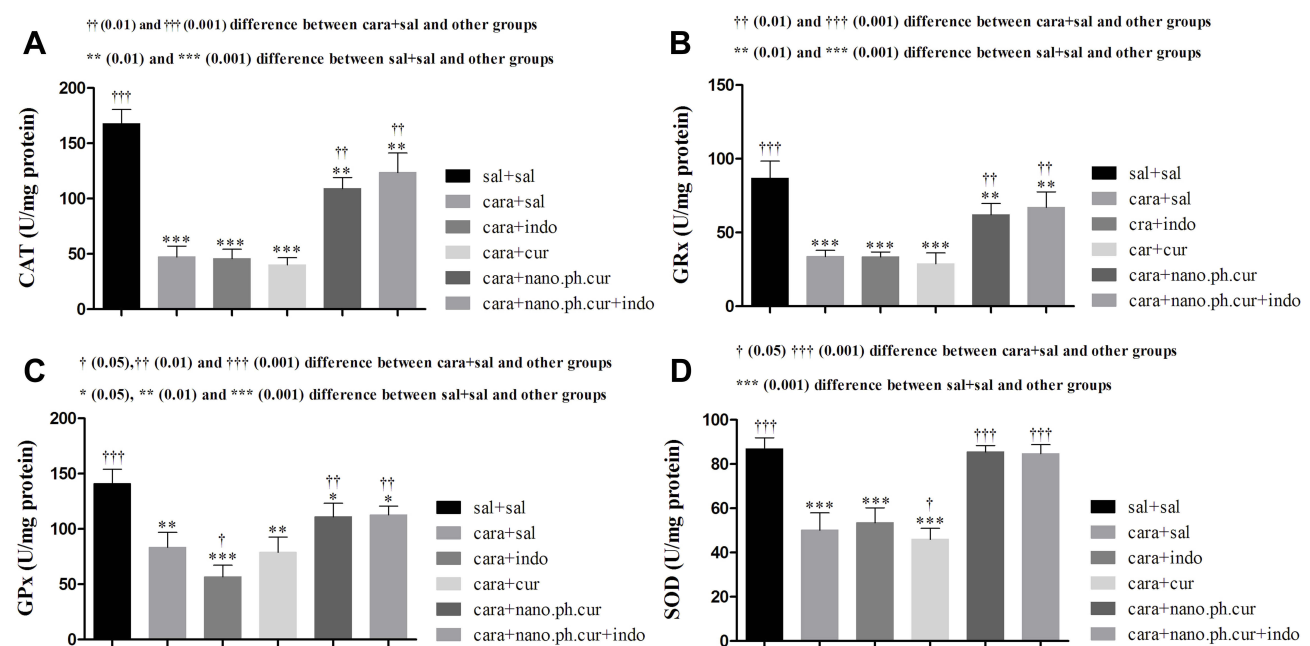 A
†† (0.01) and ††† (0.001) difference between cara+sal and other groups
** (0.01) and *** (0.001) difference between sal+sal and other groups
CAT (U/mg protein)
200
150
100
50
0
†††
***
***
***
††
**
††
**
sal+sal
cara+sal
cara+indo
cara+cur
cara+nano.ph.cur
cara+nano.ph.cur+indo
B
†† (0.01) and ††† (0.001) difference between cara+sal and other groups
** (0.01) and *** (0.001) difference between sal+sal and other groups
GRx (U/mg protein)
150
100
50
0
†††
***
***
***
††
**
††
**
sal+sal
cara+sal
cra+indo
car+cur
cara+nano.ph.cur
cara+nano.ph.cur+indo
C
† (0.05),†† (0.01) and ††† (0.001) difference between cara+sal and other groups
* (0.05), ** (0.01) and *** (0.001) difference between sal+sal and other groups
GPx (U/mg protein)
200
150
100
50
0
†††
**
†
***
**
††
*
††
*
sal+sal
cara+sal
cara+indo
cara+cur
cara+nano.ph.cur
cara+nano.ph.cur+indo
D
† (0.05) ††† (0.001) difference between cara+sal and other groups
*** (0.001) difference between sal+sal and other groups
SOD (U/mg protein)
100
80
60
40
20
0
†††
***
***
†
***
†††
†††
sal+sal
cara+sal
cara+indo
cara+cur
cara+nano.ph.cur
cara+nano.ph.cur+indo